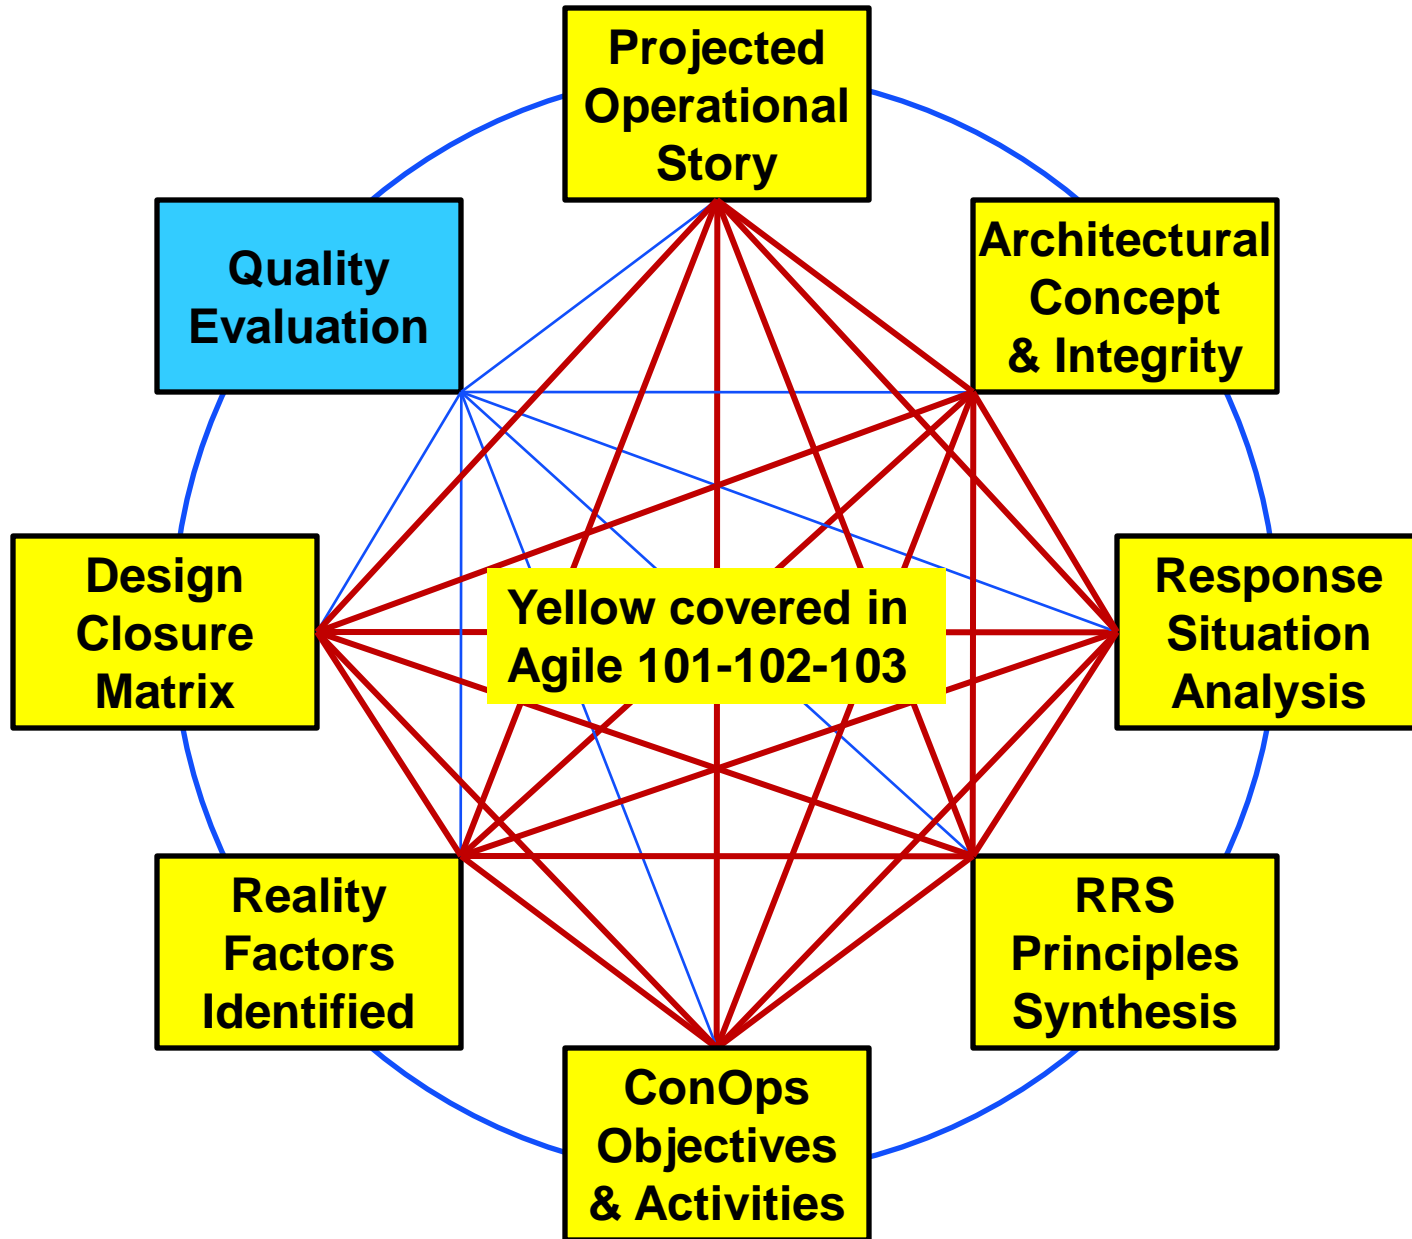 Projected
Operational
Story
Quality
Evaluation
Architectural
Concept
& Integrity
Design
Closure
Matrix
Yellow covered in
Agile 101-102-103
Response
Situation
Analysis
Reality
Factors
Identified
RRS
Principles
Synthesis
ConOps
Objectives
& Activities